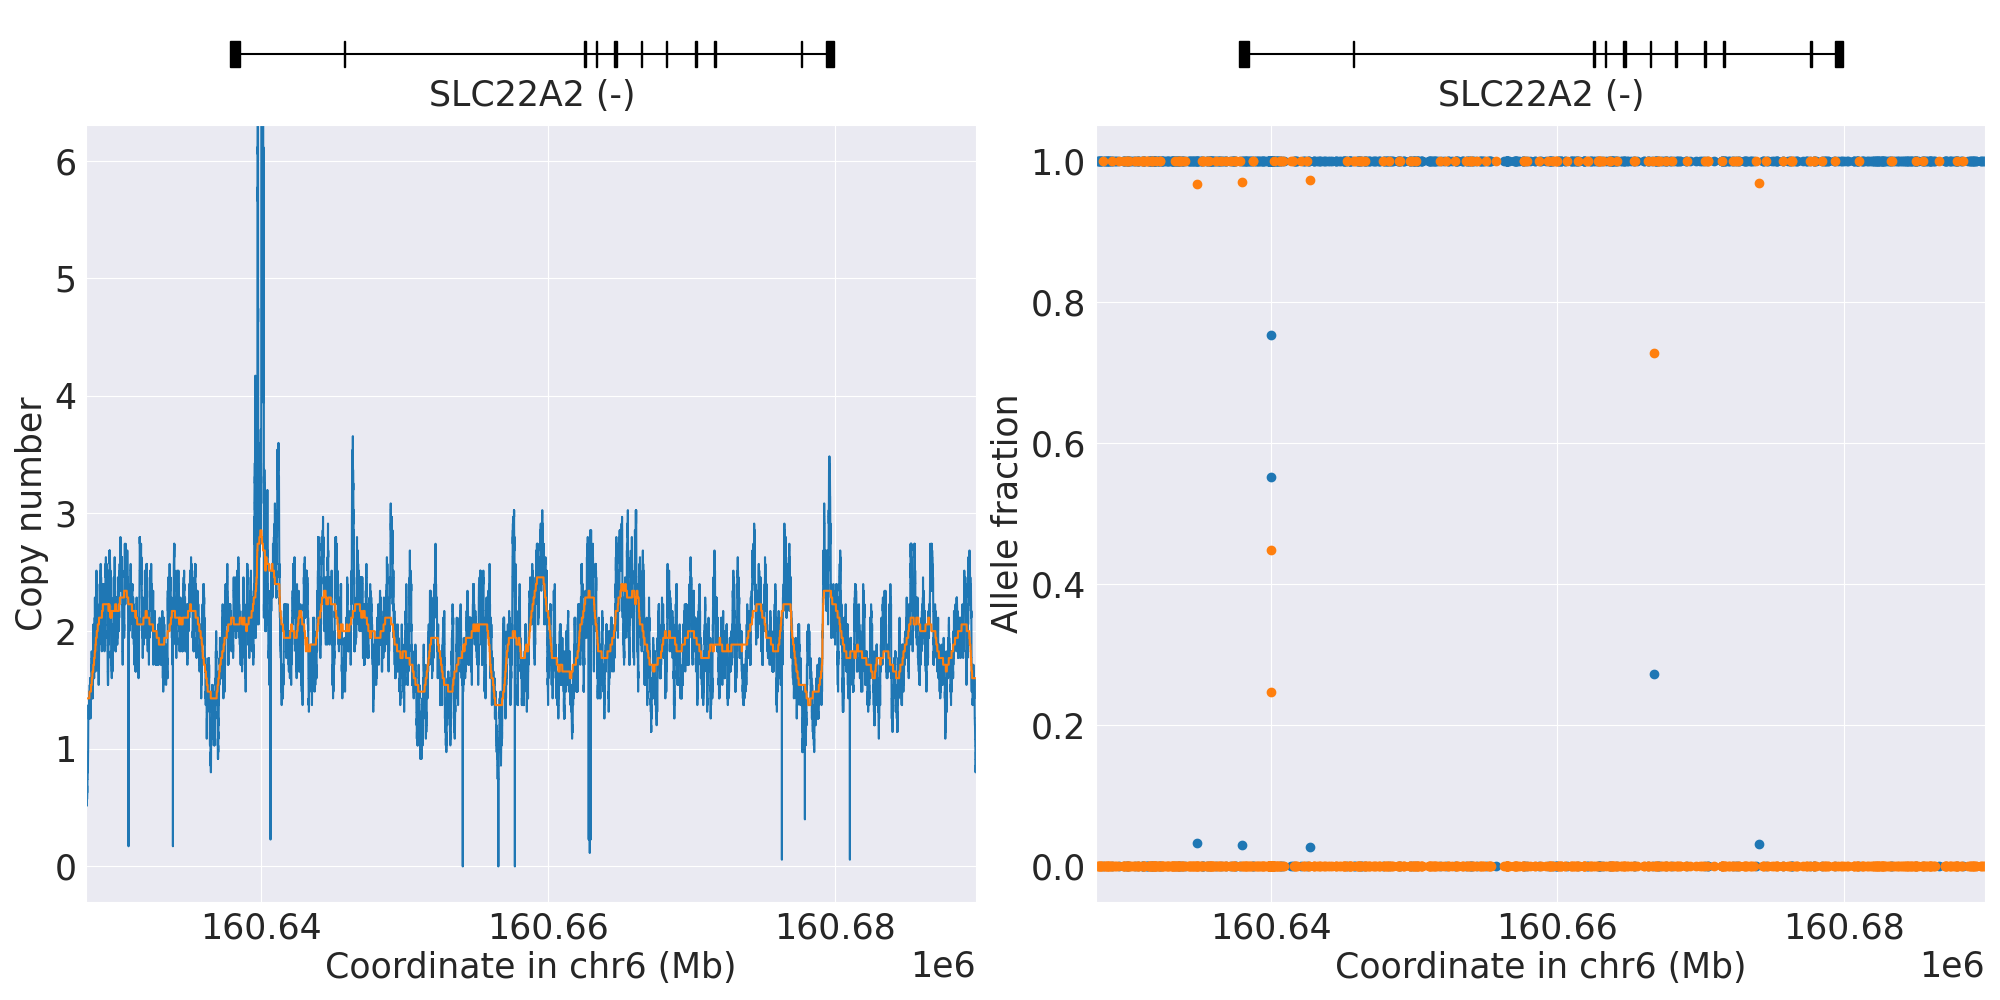 SLC22A2 (-)
6
5
4
3
2
1
0
Copy number
160.64 160.66 160.68
Coordinate in chr6 (Mb) 1e6
SLC22A2 (-)
1.0
0.8
0.6
0.4
0.2
0.0
Allele fraction
160.64 160.66 160.68
Coordinate in chr6 (Mb) 1e6